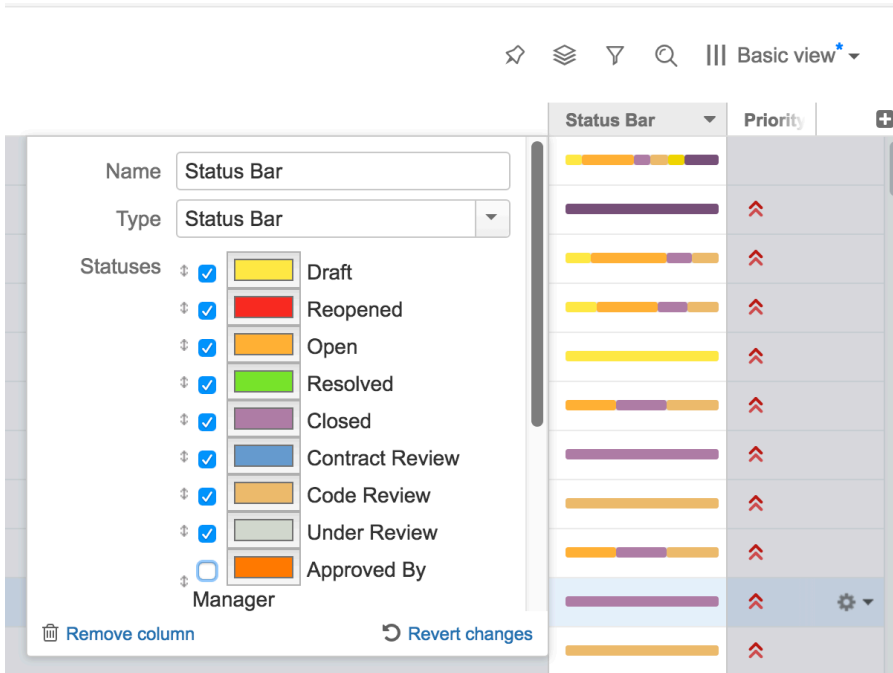 Basic view*
Status Bar
Priority
Name Status Bar
Type Status Bar
Statuses
Draft
Reopened
Open
Resolved
Closed
Contract Review
Code Review
Under Review
Approved By
Manager
Remove column
Revert changes